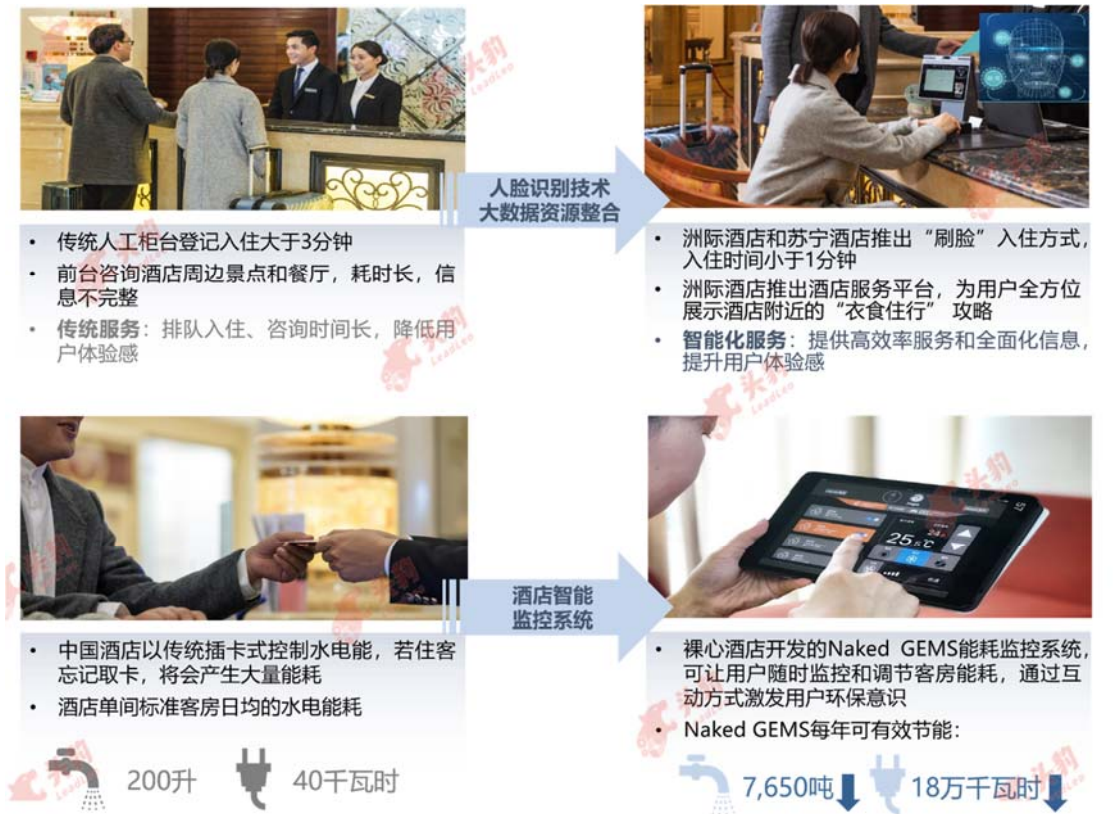 人脸识别技术
大数据资源整合
• 传统人工柜台登记入住大于3分钟
• 前台咨询酒店周边景点和餐厅，耗时长，信
息不完整
• 传统服务：排队入住、咨询时间长，降低用
户体验感
• 洲际酒店和苏宁酒店推出“刷脸”入住方式，
入住时间小于1分钟
• 洲际酒店推出酒店服务平台，为用户全方位
展示酒店附近的“衣食住行” 攻略
• 智能化服务：提供高效率服务和全面化信息，
提升用户体验感
酒店智能
监控系统
25.5°C
• 中国酒店以传统插卡式控制水电能，若住客
忘记取卡，将会产生大量能耗
• 酒店单间标准客房日均的水电能耗
200升
40千瓦时
• 裸心酒店开发的Naked GEMS能耗监控系统，
可让用户随时监控和调节客房能耗，通过互
动方式激发用户环保意识
• Naked GEMS每年可有效节能：
7,650吨
18万千瓦时
头豹
LeadLeo